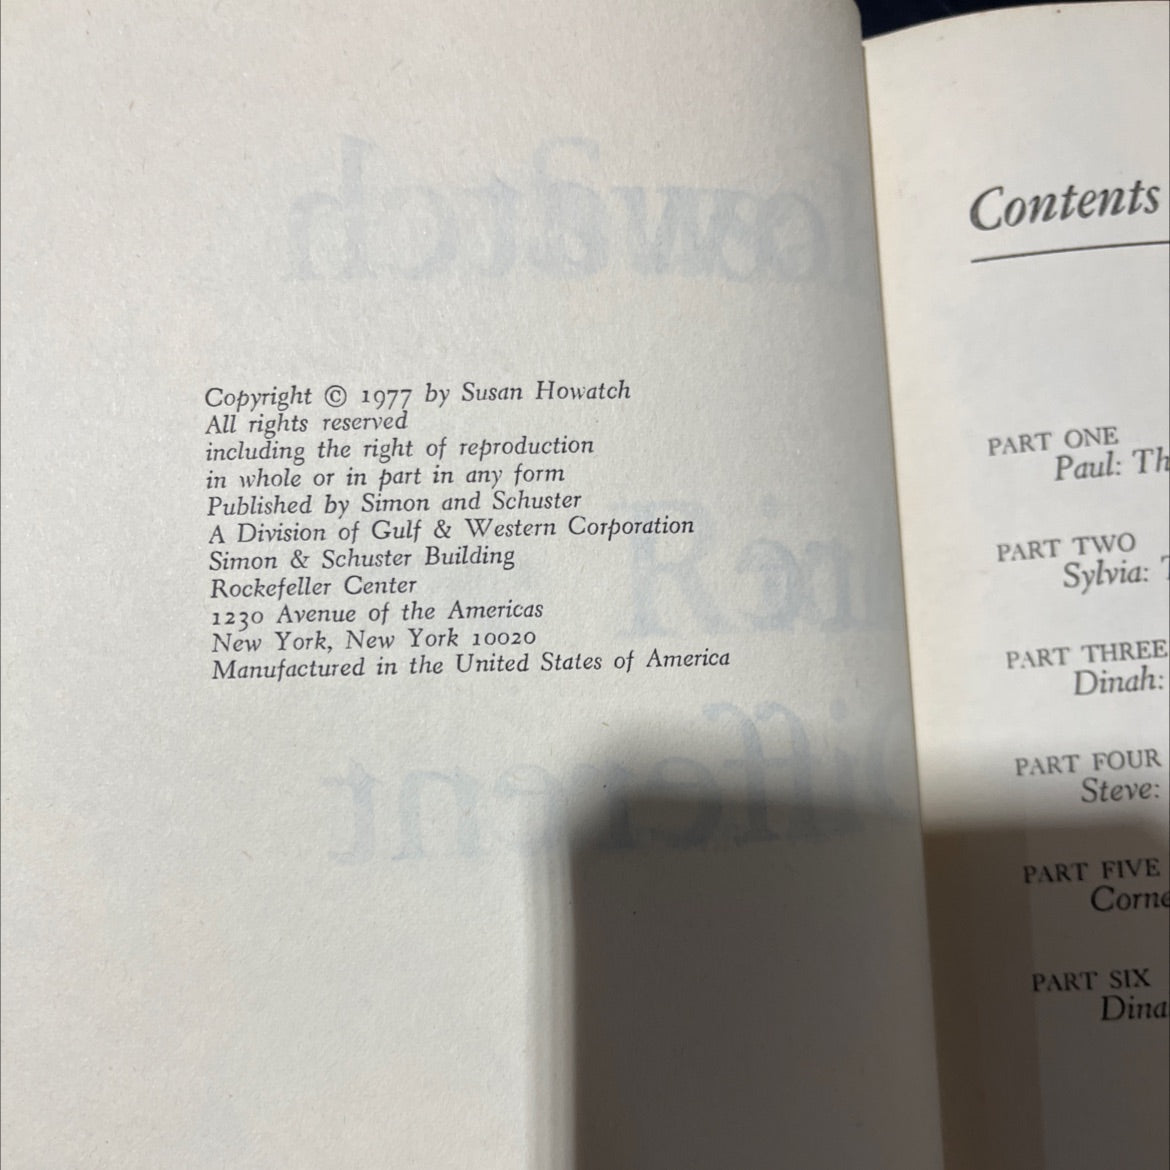 Copyright © 1977 by Susan Howatch
All rights reserved
including the right of reproduction
in whole or in part in any form
Published by Simon and Schuster
A Division of Gulf & Western Corporation
Simon & Schuster Building
Rockefeller Center
1230 Avenue of the Americas
New York, New York 10020
Manufactured in the United States of America
Contents
PART ONE
Paul: Th
PART TWO
Sylvia: T
PART THREE
Dinah:
PART FOUR
Steve:
PART FIVE
Corne
PART SIX
Dina